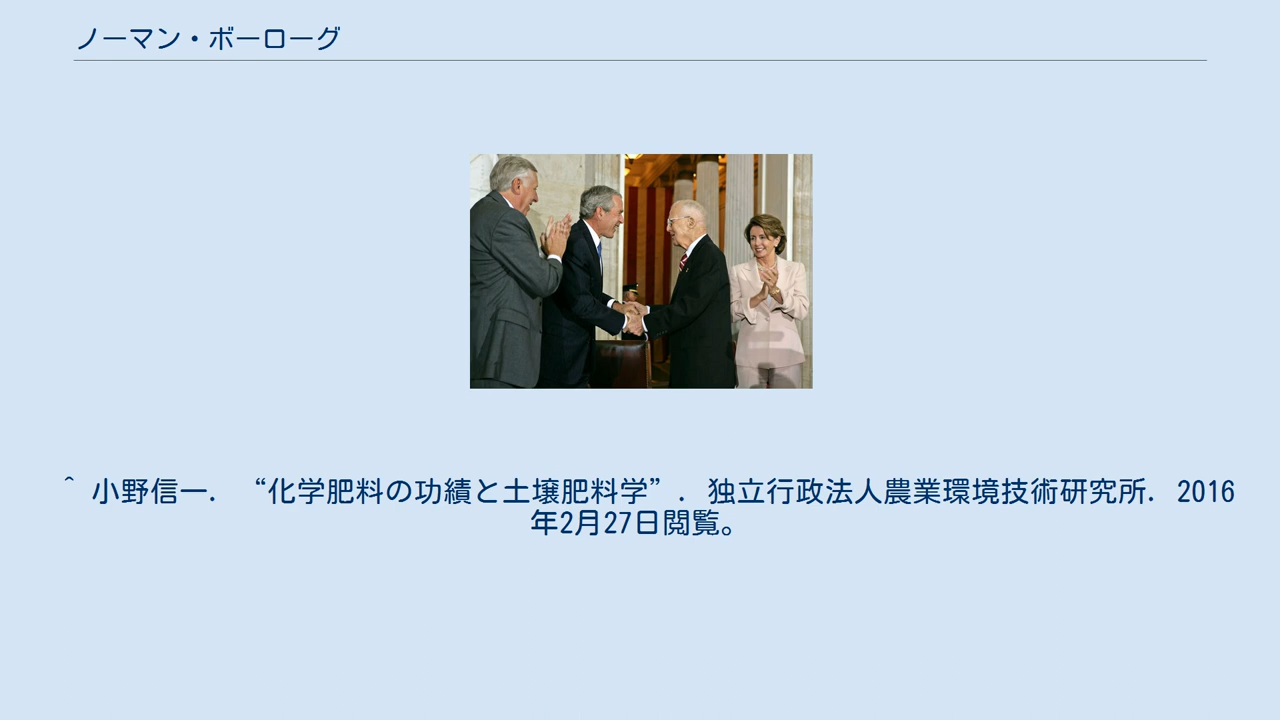 ノーマン・ボーローグ
^ 小野信一. “化学肥料の功績と土壌肥料学”. 独立行政法人農業環境技術研究所. 2016
年2月27日閲覧。